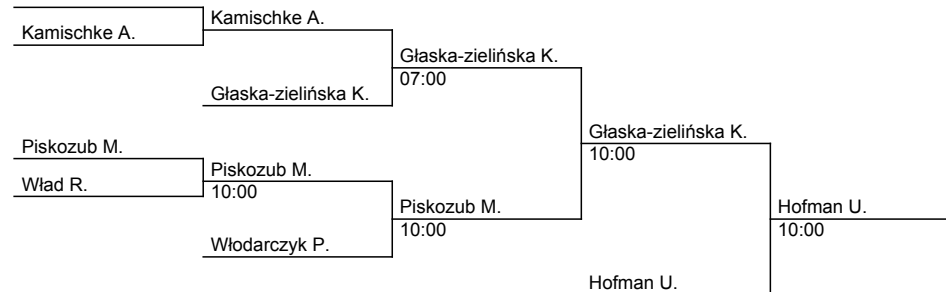 Kamischke A.
Kamischke A.
Głaska-zielińska K.
07:00
Głaska-zielińska K.
Głaska-zielińska K.
10:00
Piskozub M.
Piskozub M.
10:00
Wład R.
Piskozub M.
10:00
Hofman U.
10:00
Włodarczyk P.
Hofman U.